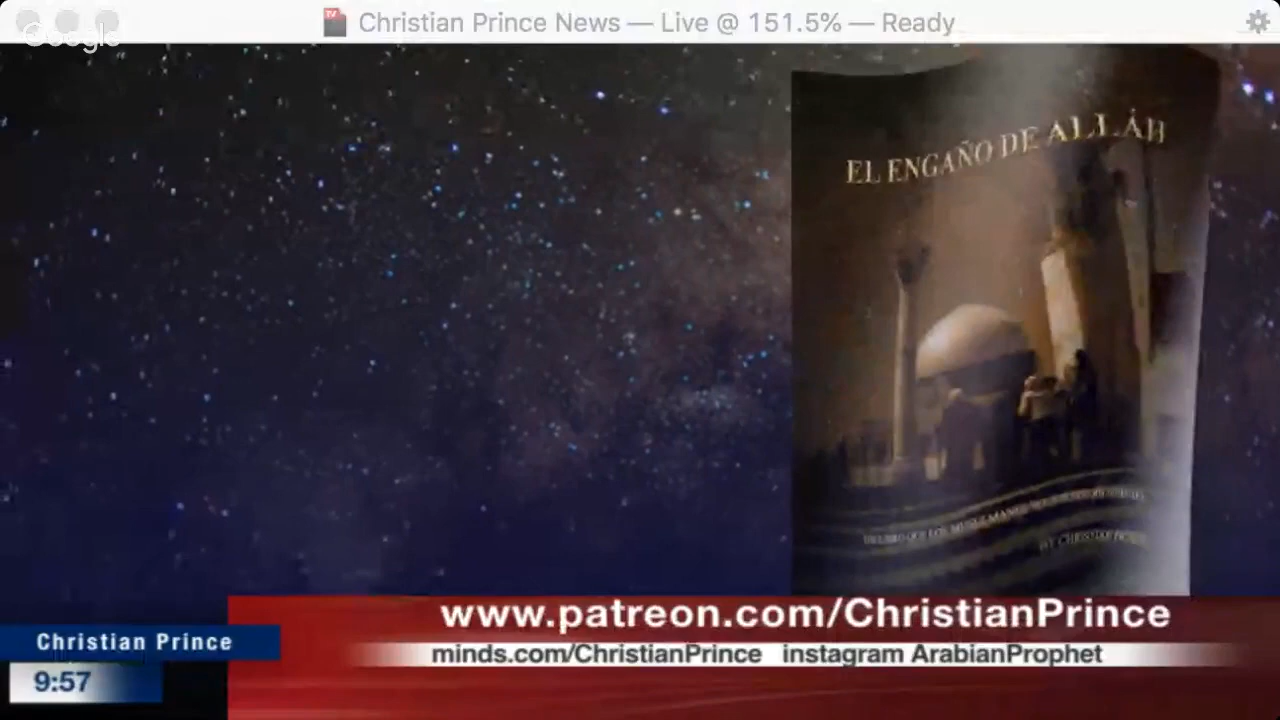 Christian Prince News — Live @ 151.5% — Ready
Google
EL ENGAÑO DE ALLÁH
www.patreon.com/ChristianPrince
Christian Prince
minds.com/ChristianPrince instagram ArabianProphet
9:57